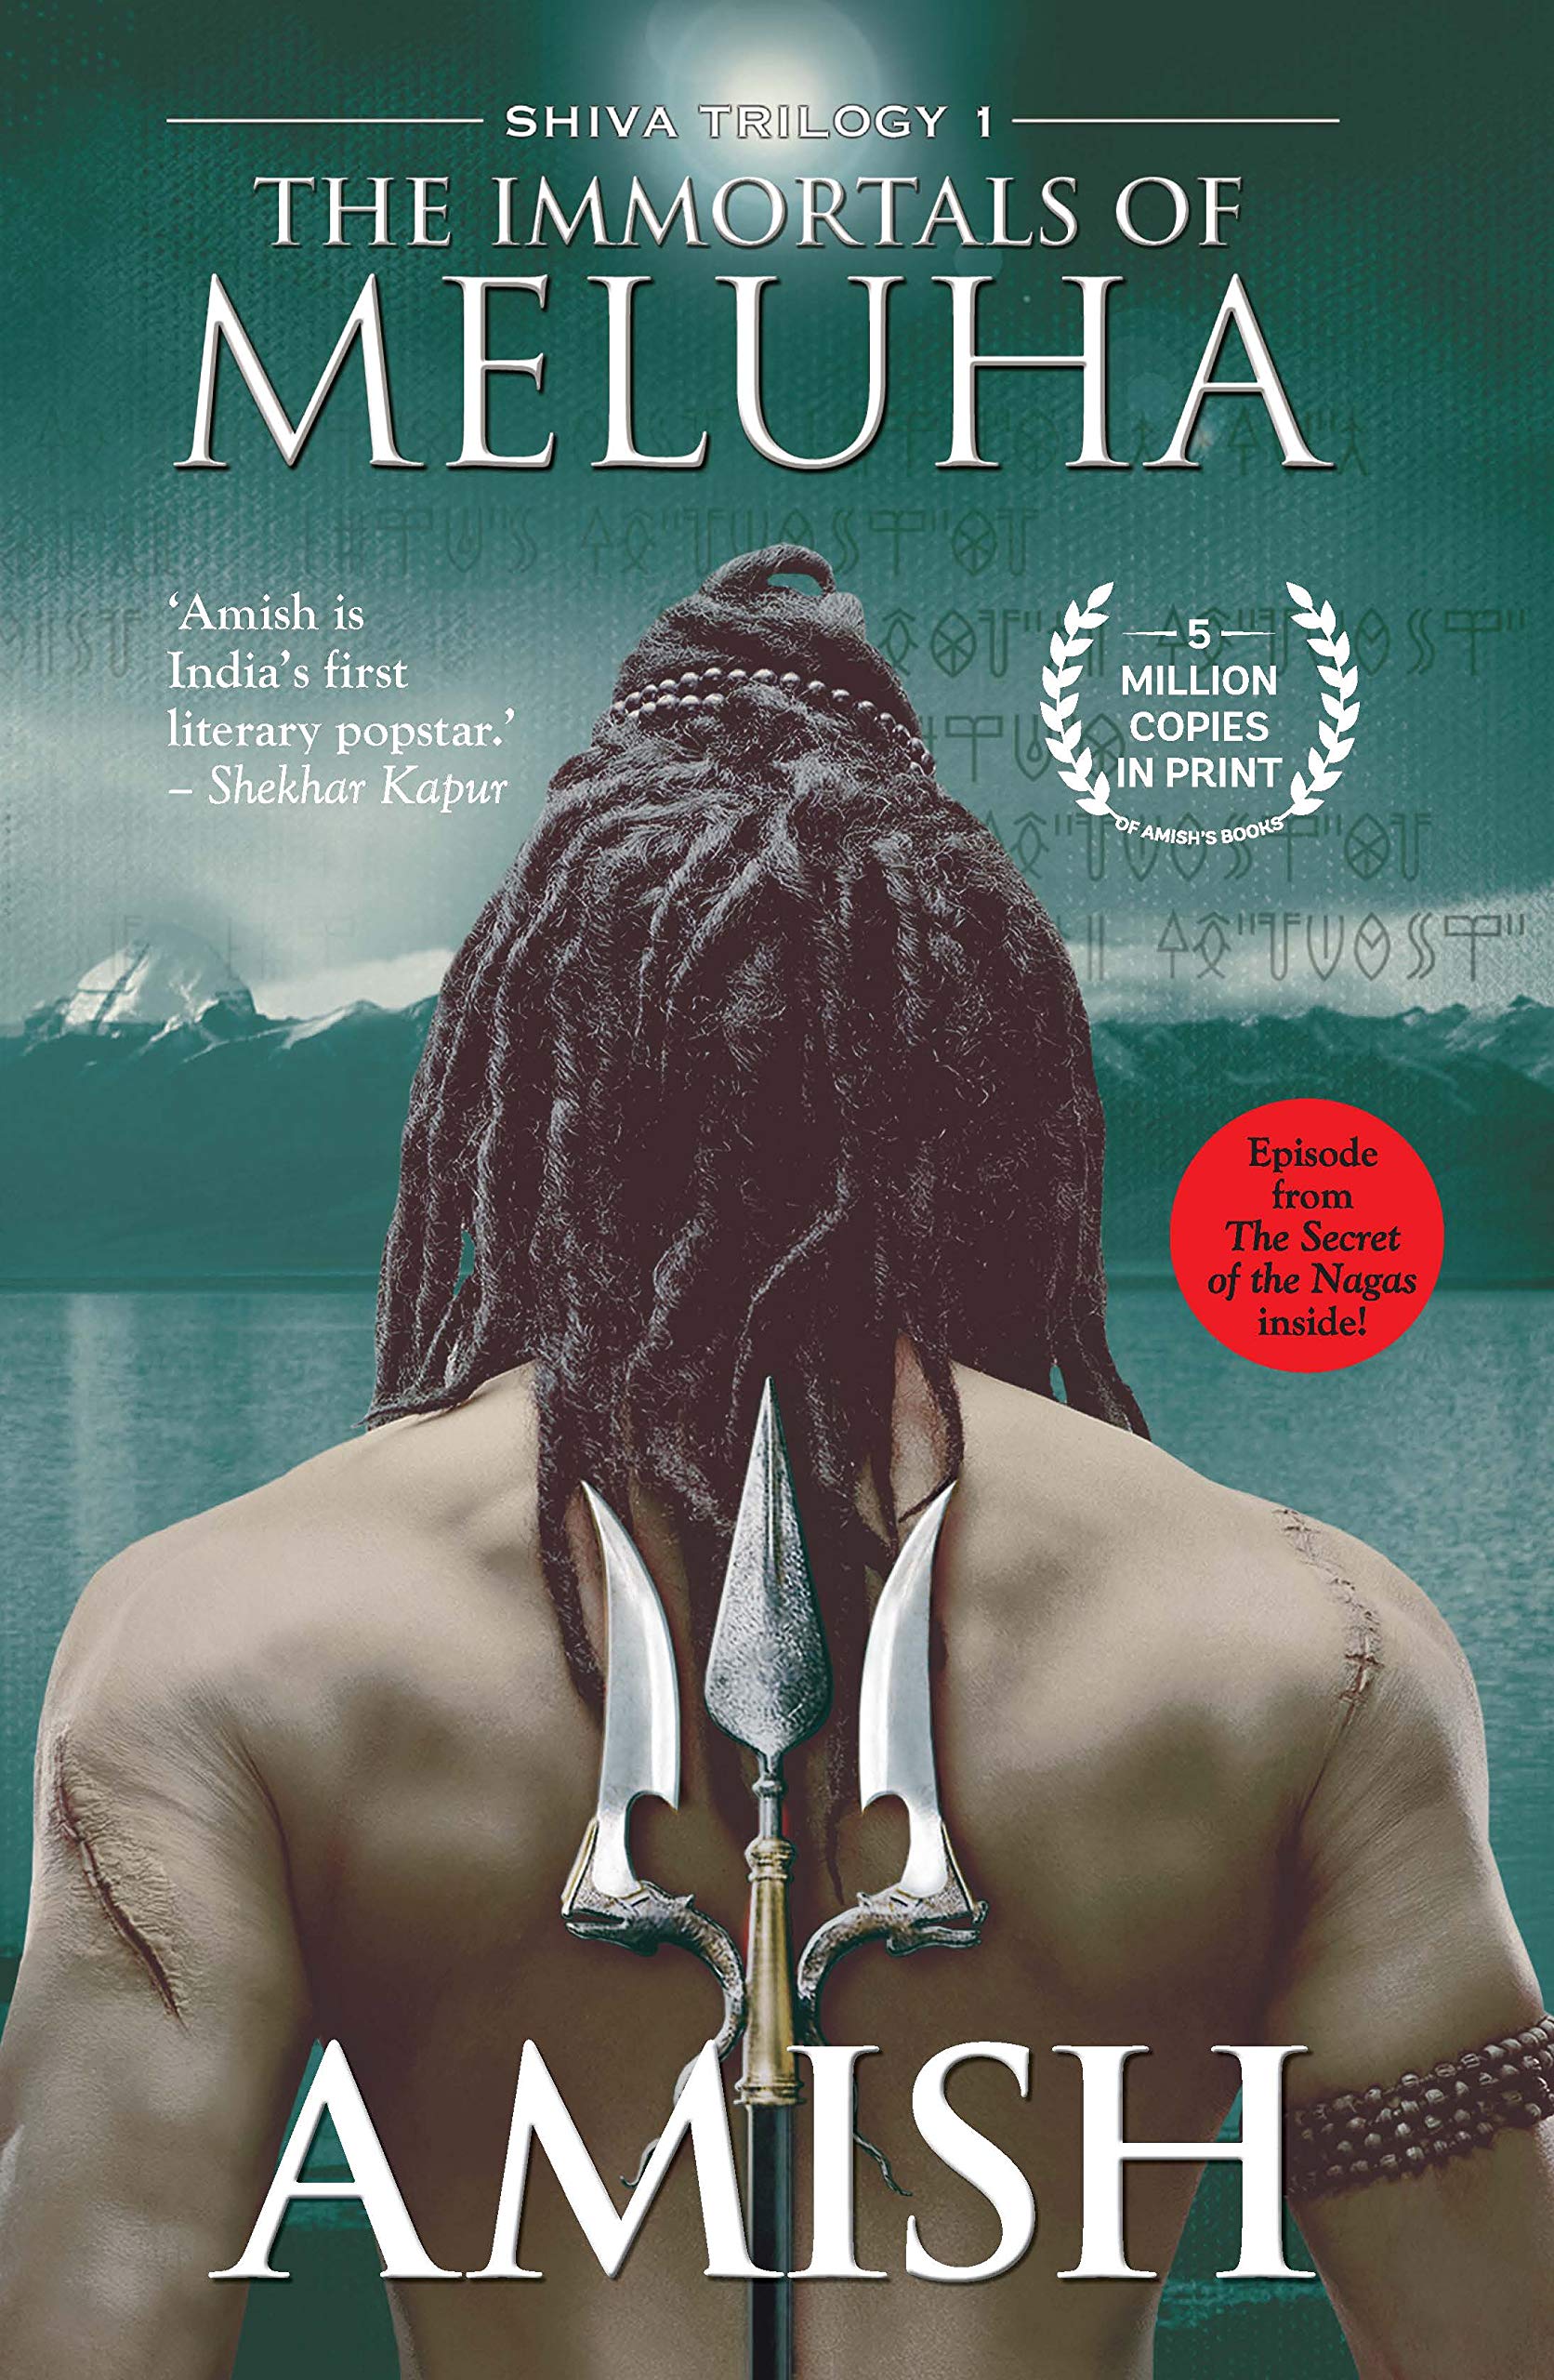 SHIVA TRILOGY 1
THE IMMORTALS OF
MELUHA
‘Amish is
India’s first
literary popstar.’
– Shekhar Kapur
5
MILLION
COPIES
IN PRINT
OF AMISH'S BOOKS
Episode
from
The Secret
of the Nagas
inside!
AMISH